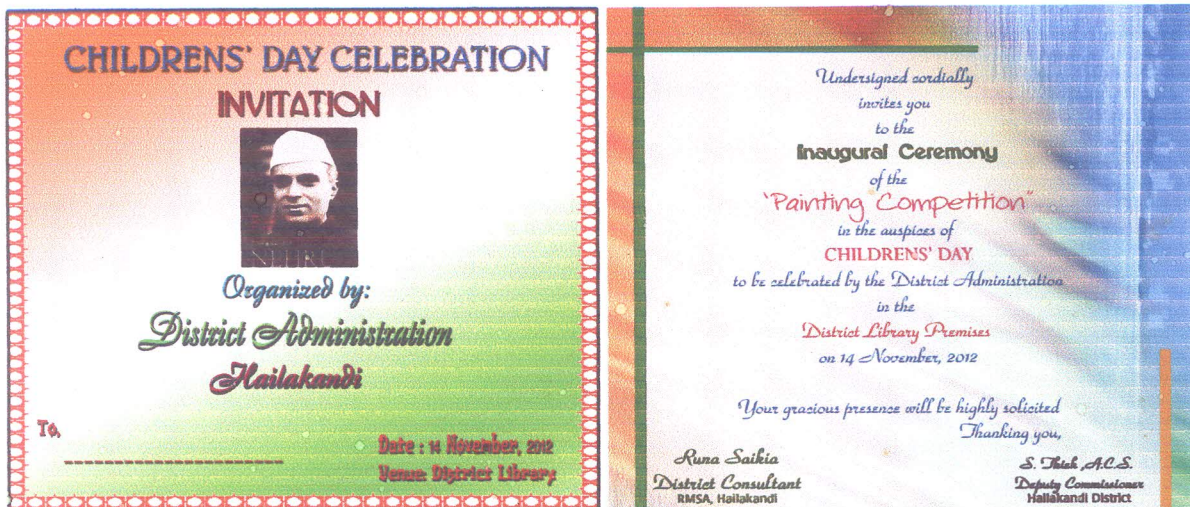 CHILDRENS' DAY CELEBRATION
INVITATION
NEHRU
Organized by:
District Administration
Hailakandi
To,
Date : 14 November, 2012
Venue: District Library
Undersigned cordially
invites you
to the
Inaugural Ceremony
of the
'Painting Competition"
in the auspices of
CHILDRENS' DAY
to be celebrated by the District Administration
in the
District Library Premises
on 14 November, 2012
Your gracious presence will be highly solicited
Thanking you,
Runa Saikia
District Consultant
RMSA, Hailakandi
S. Thiek, A.C.S.
Deputy Commissioner
Hailakandi District